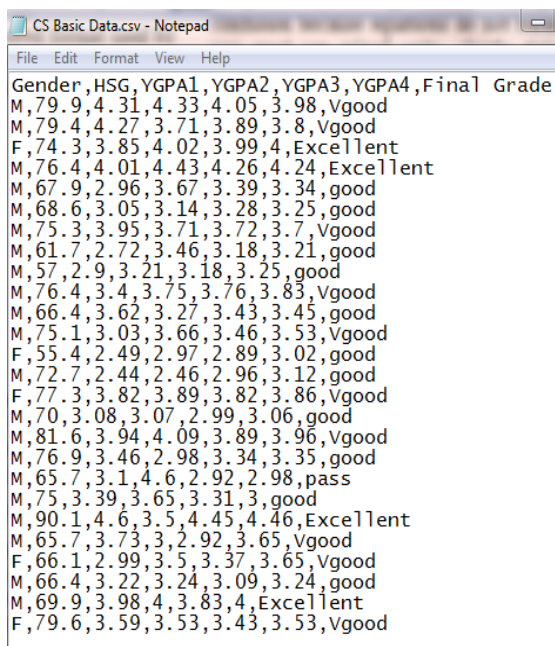 CS Basic Data.csv - Notepad
File Edit Format View Help
Gender,HSG,YGPA1,YGPA2,YGPA3,YGPA4,Final Grade
M,79.9,4.31,4.33,4.05,3.98,Vgood
M,79.4,4.27,3.71,3.89,3.8,Vgood
F,74.3,3.85,4.02,3.99,4,Excellent
M,76.4,4.01,4.43,4.26,4.24,Excellent
M,67.9,2.96,3.67,3.39,3.34,good
M,68.6,3.05,3.14,3.28,3.25,good
M,75.3,3.95,3.71,3.72,3.7,Vgood
M,61.7,2.72,3.46,3.18,3.21,good
M,57,2.9,3.21,3.18,3.25,good
M,76.4,3.4,3.75,3.76,3.83,Vgood
M,66.4,3.62,3.27,3.43,3.45,good
M,75.1,3.03,3.66,3.46,3.53,Vgood
F,55.4,2.49,2.97,2.89,3.02,good
M,72.7,2.44,2.46,2.96,3.12,good
F,77.3,3.82,3.89,3.82,3.86,Vgood
M,70,3.08,3.07,2.99,3.06,good
M,81.6,3.94,4.09,3.89,3.96,Vgood
M,76.9,3.46,2.98,3.34,3.35,good
M,65.7,3.1,4.6,2.92,2.98,pass
M,75,3.39,3.65,3.31,3,good
M,90.1,4.6,3.5,4.45,4.46,Excellent
M,65.7,3.73,3,2.92,3.65,Vgood
F,66.1,2.99,3.5,3.37,3.65,Vgood
M,66.4,3.22,3.24,3.09,3.24,good
M,69.9,3.98,4,3.83,4,Excellent
F,79.6,3.59,3.53,3.43,3.53,Vgood